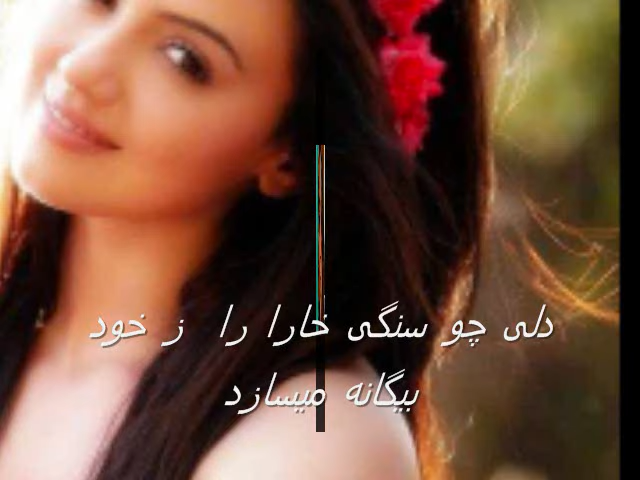 دلی چو سنگی خارا را ز خود
بیگانه میسازد